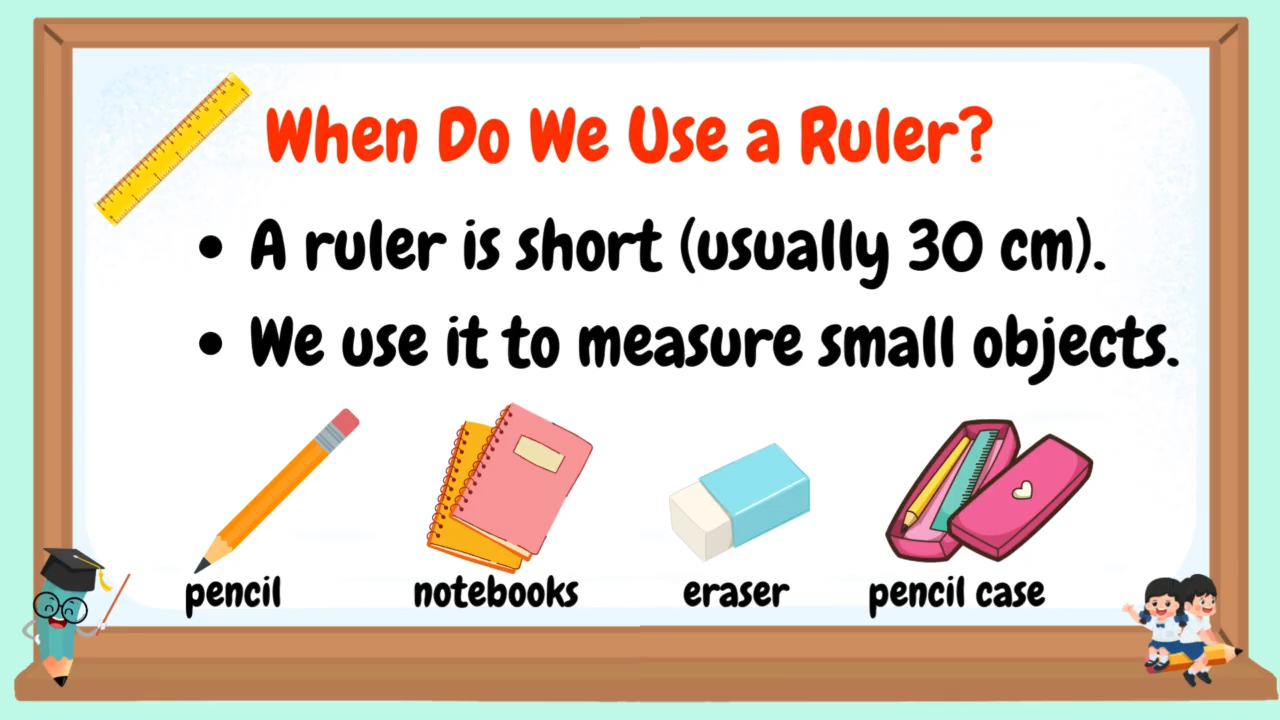 When Do We Use a Ruler?
• A ruler is short (usually 30 cm).
• We use it to measure small objects.
pencil notebooks eraser pencil case